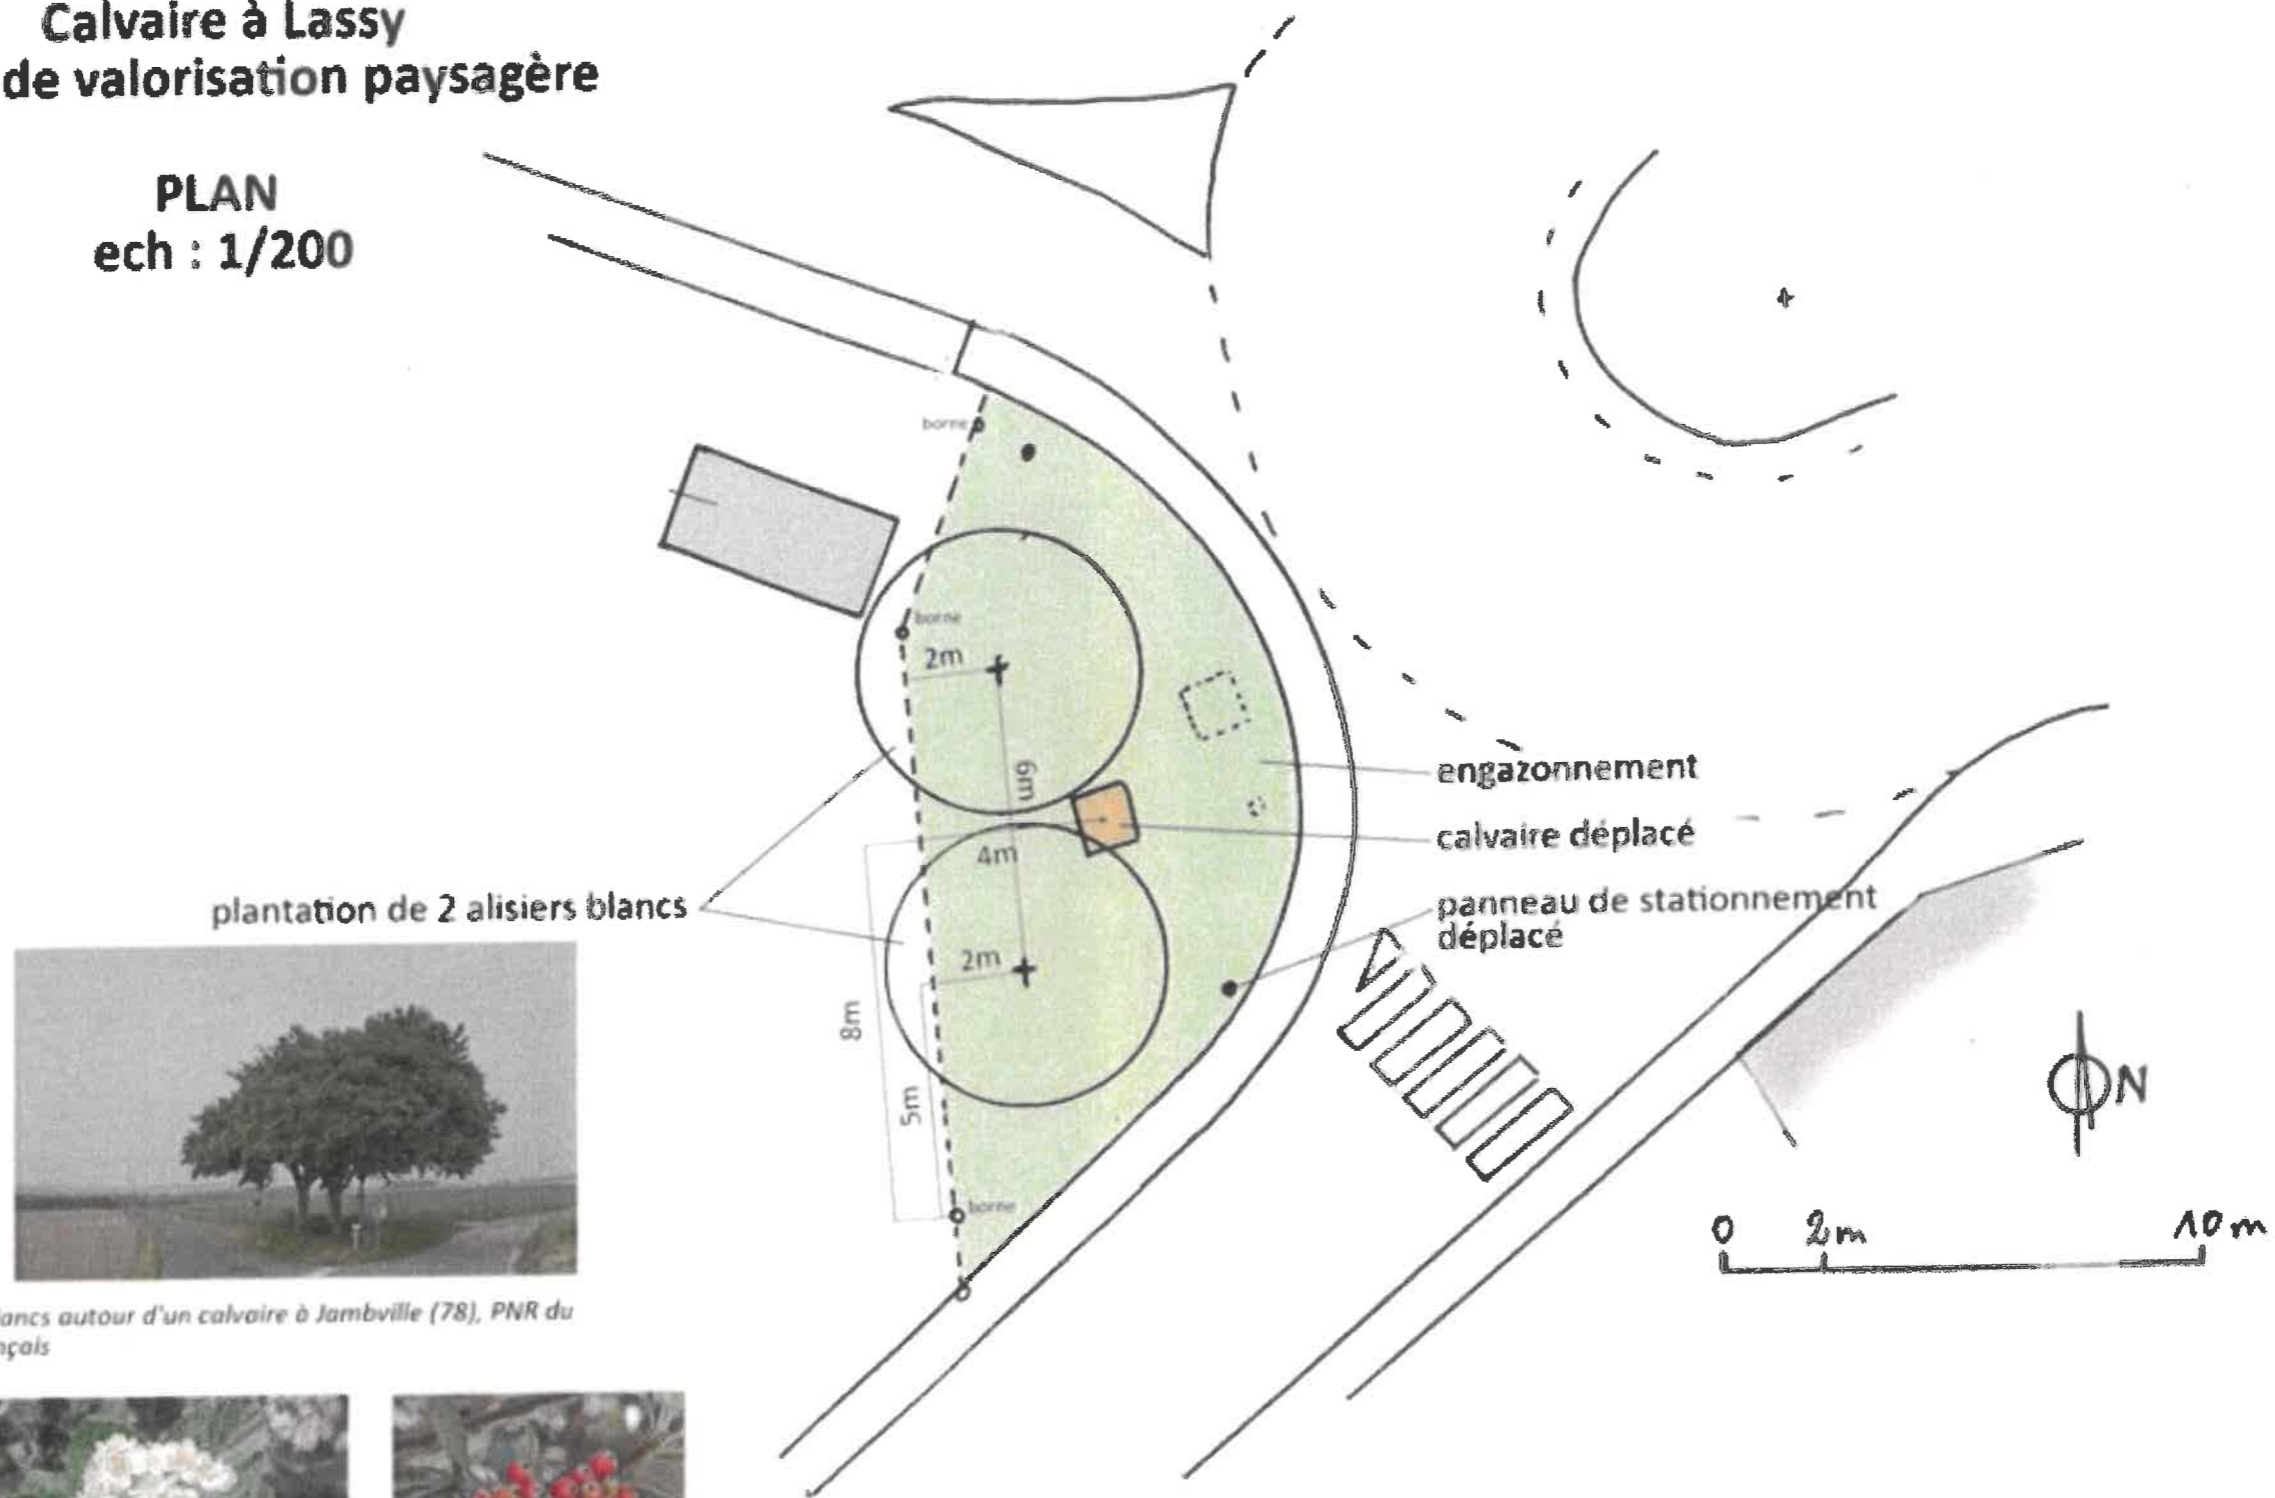 Calvaire à Lassy
de valorisation paysagère
PLAN
ech : 1/200
borne
borne
2m
6m
engazonnement
calvaire déplacé
4m
panneau de stationnement
déplacé
plantation de 2 alisiers blancs
2m
8m
5m
borne
N
0 2m 10m
ancs autour d'un calvaire à Jambville (78), PNR du
nçais